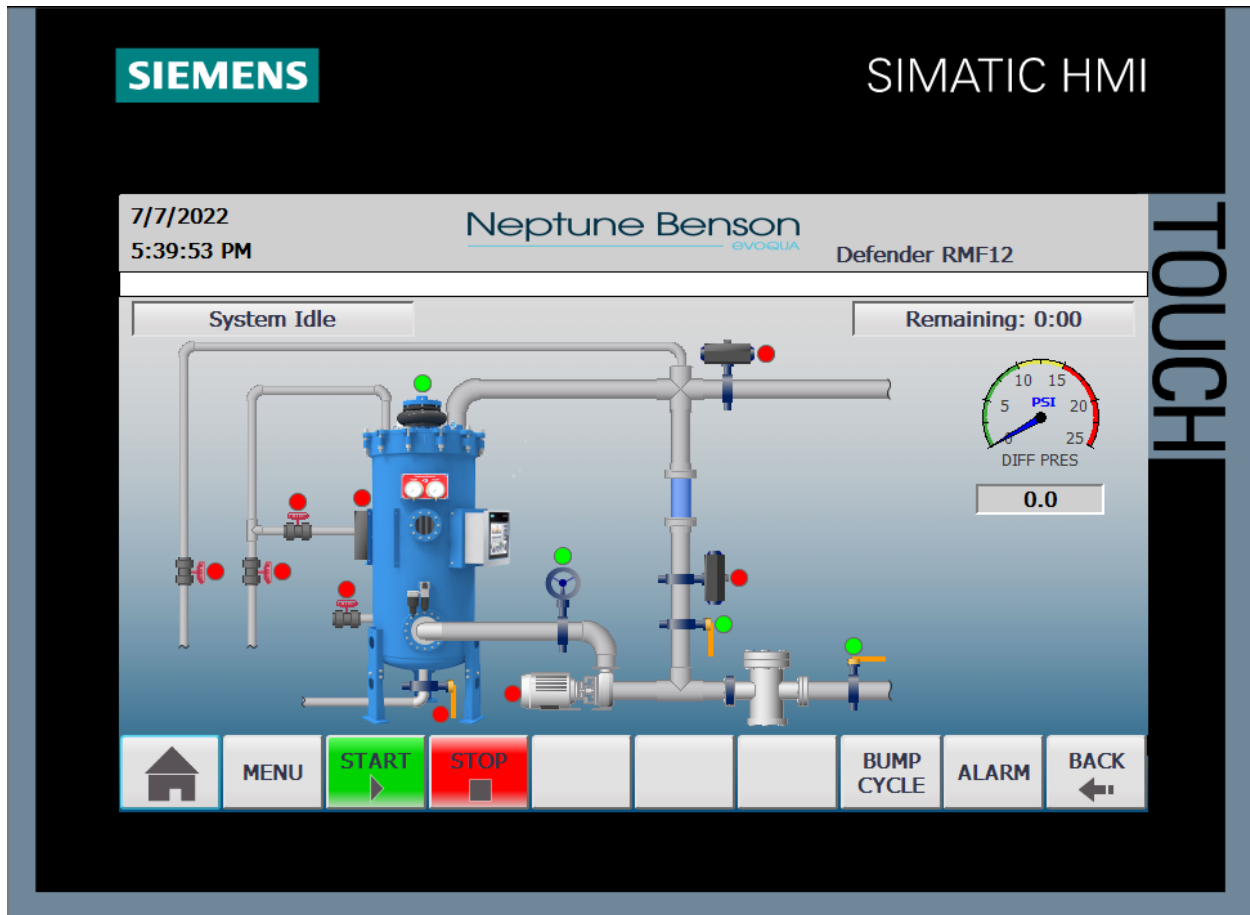 SIEMENS
SIMATIC HMI
TOUCH
7/7/2022
5:39:53 PM
Neptune Benson
evoqua
Defender RMF12
System Idle
Remaining: 0:00
10 15
5 PSI 20
0 25
DIFF PRES
0.0
MENU
START
STOP
BUMP
CYCLE
ALARM
BACK